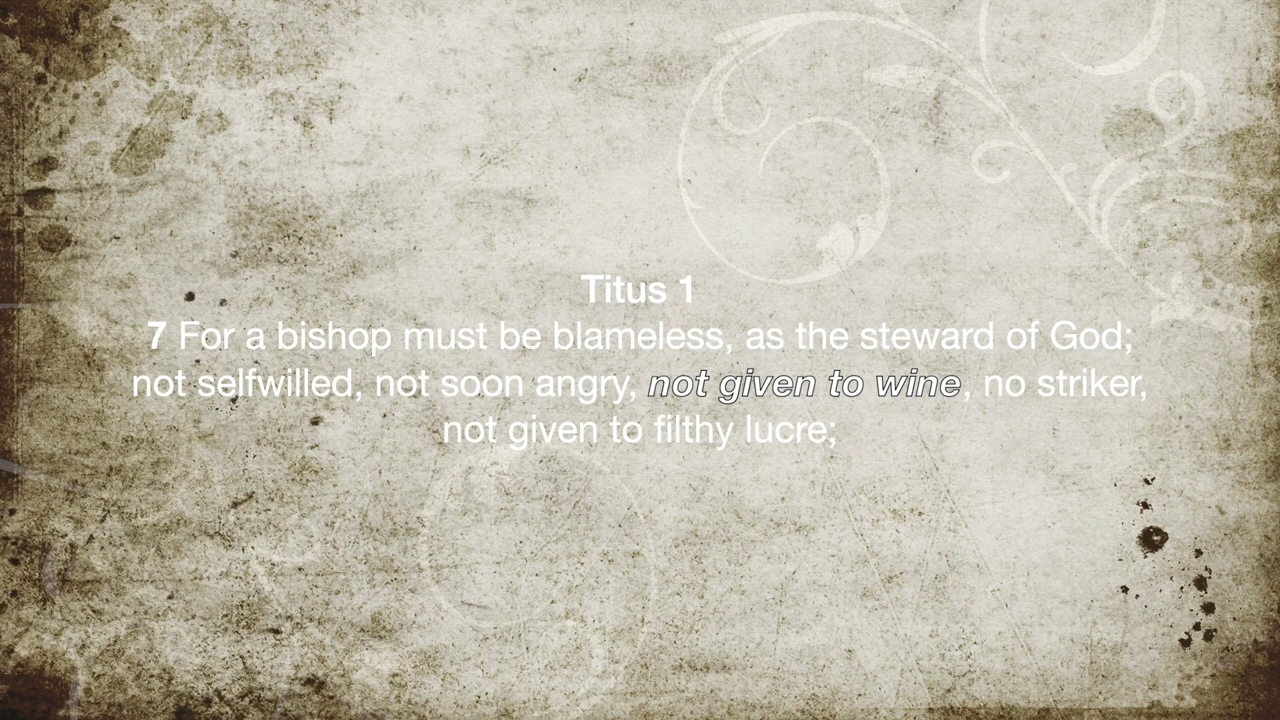 Titus 1
7 For a bishop must be blameless, as the steward of God;
not selfwilled, not soon angry, not given to wine, no striker,
not given to filthy lucre;